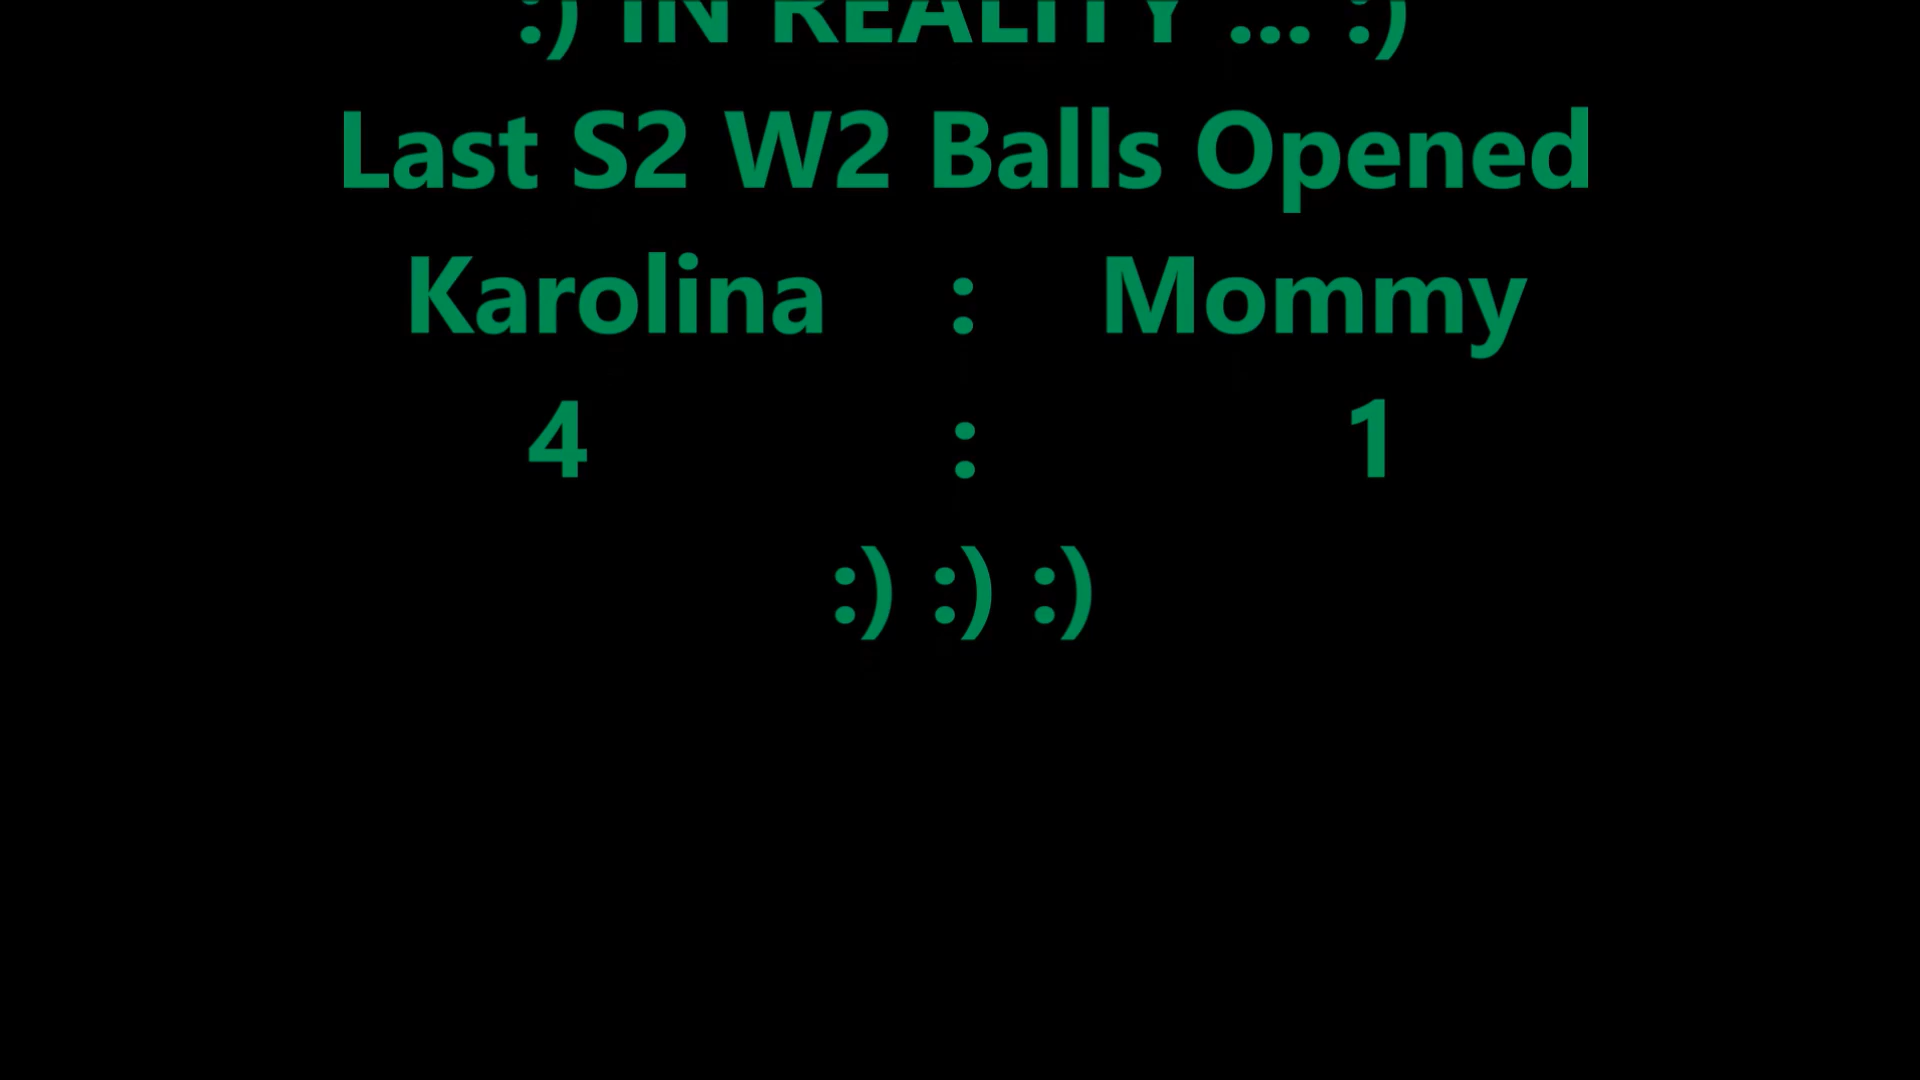 :) IN REALITY ... :)
Last S2 W2 Balls Opened
Karolina : Mommy
4 : 1
:) :) :)